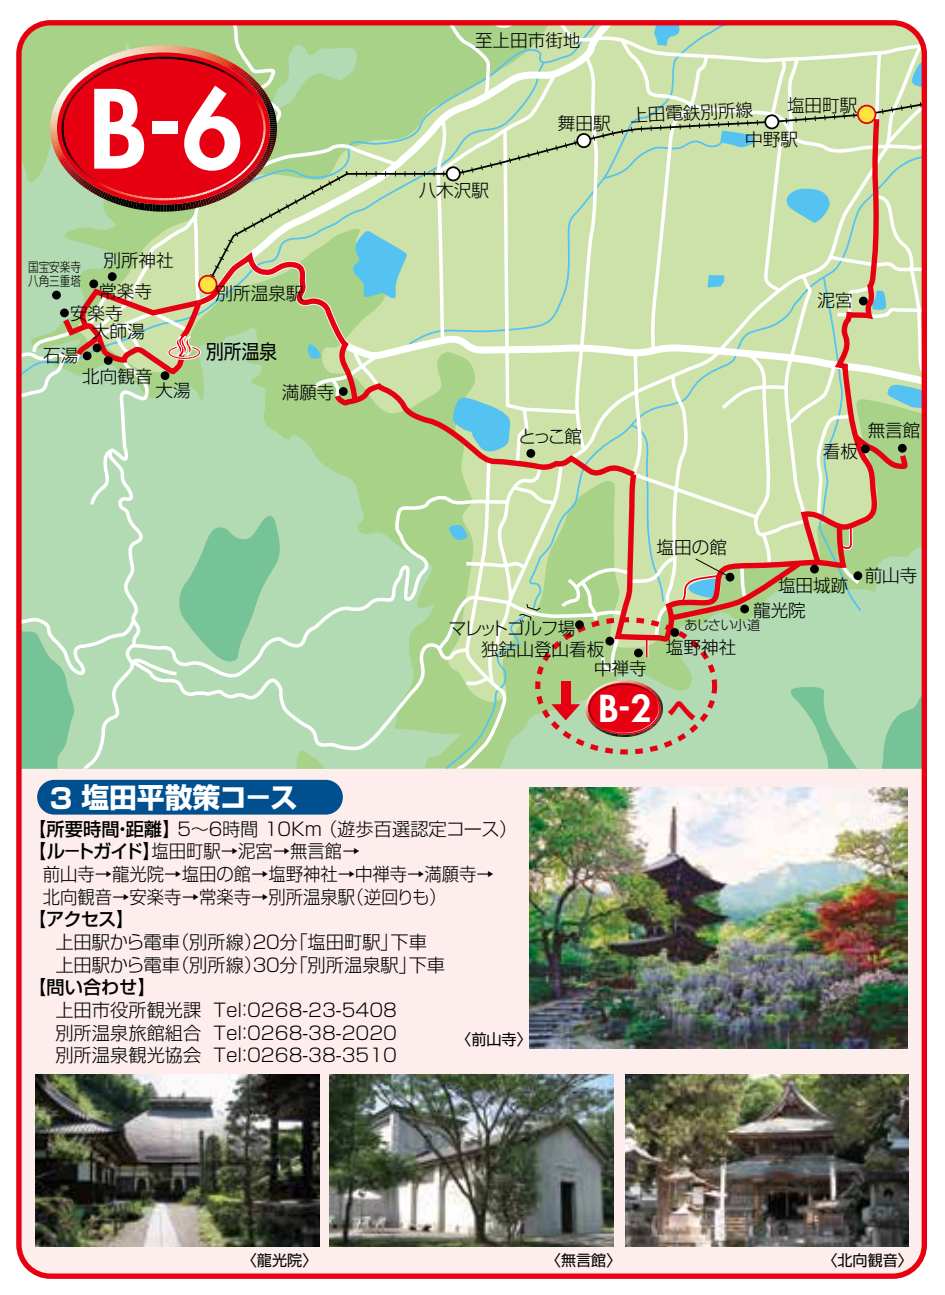 B-6
至上田市街地
塩田町駅
上田電鉄別所線
舞田駅
中野駅
八木沢駅
別所神社
国宝安楽寺
八角三重塔
常楽寺
別所温泉駅
泥宮
安楽寺
大師湯
石湯
別所温泉
北向観音
大湯
満願寺
とっこ館
無言館
看板
塩田の館
塩田城跡
前山寺
龍光院
あじさい小道
マレットゴルフ場
独鈷山登山看板
塩野神社
中禅寺
B-2 へ
3 塩田平散策コース
【所要時間・距離】 5〜6時間 10Km （遊歩百選認定コース）
【ルートガイド】塩田町駅→泥宮→無言館→
前山寺→龍光院→塩田の館→塩野神社→中禅寺→満願寺→
北向観音→安楽寺→常楽寺→別所温泉駅（逆回りも）
【アクセス】
上田駅から電車（別所線）20分「塩田町駅」下車
上田駅から電車（別所線）30分「別所温泉駅」下車
【問い合わせ】
上田市役所観光課 Tel:0268-23-5408
別所温泉旅館組合 Tel:0268-38-2020
別所温泉観光協会 Tel:0268-38-3510
〈前山寺〉
〈龍光院〉
〈無言館〉
〈北向観音〉